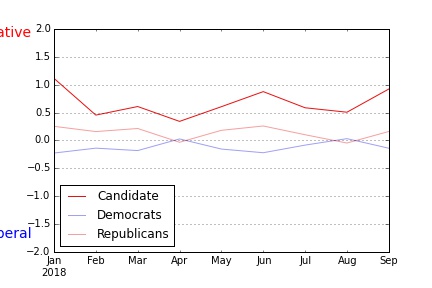 2.0
ative
1.5
1.0
0.5
0.0
−0.5
−1.0
−1.5
beral
−2.0
Candidate
Democrats
Republicans
Jan Feb Mar Apr May Jun Jul Aug Sep
2018